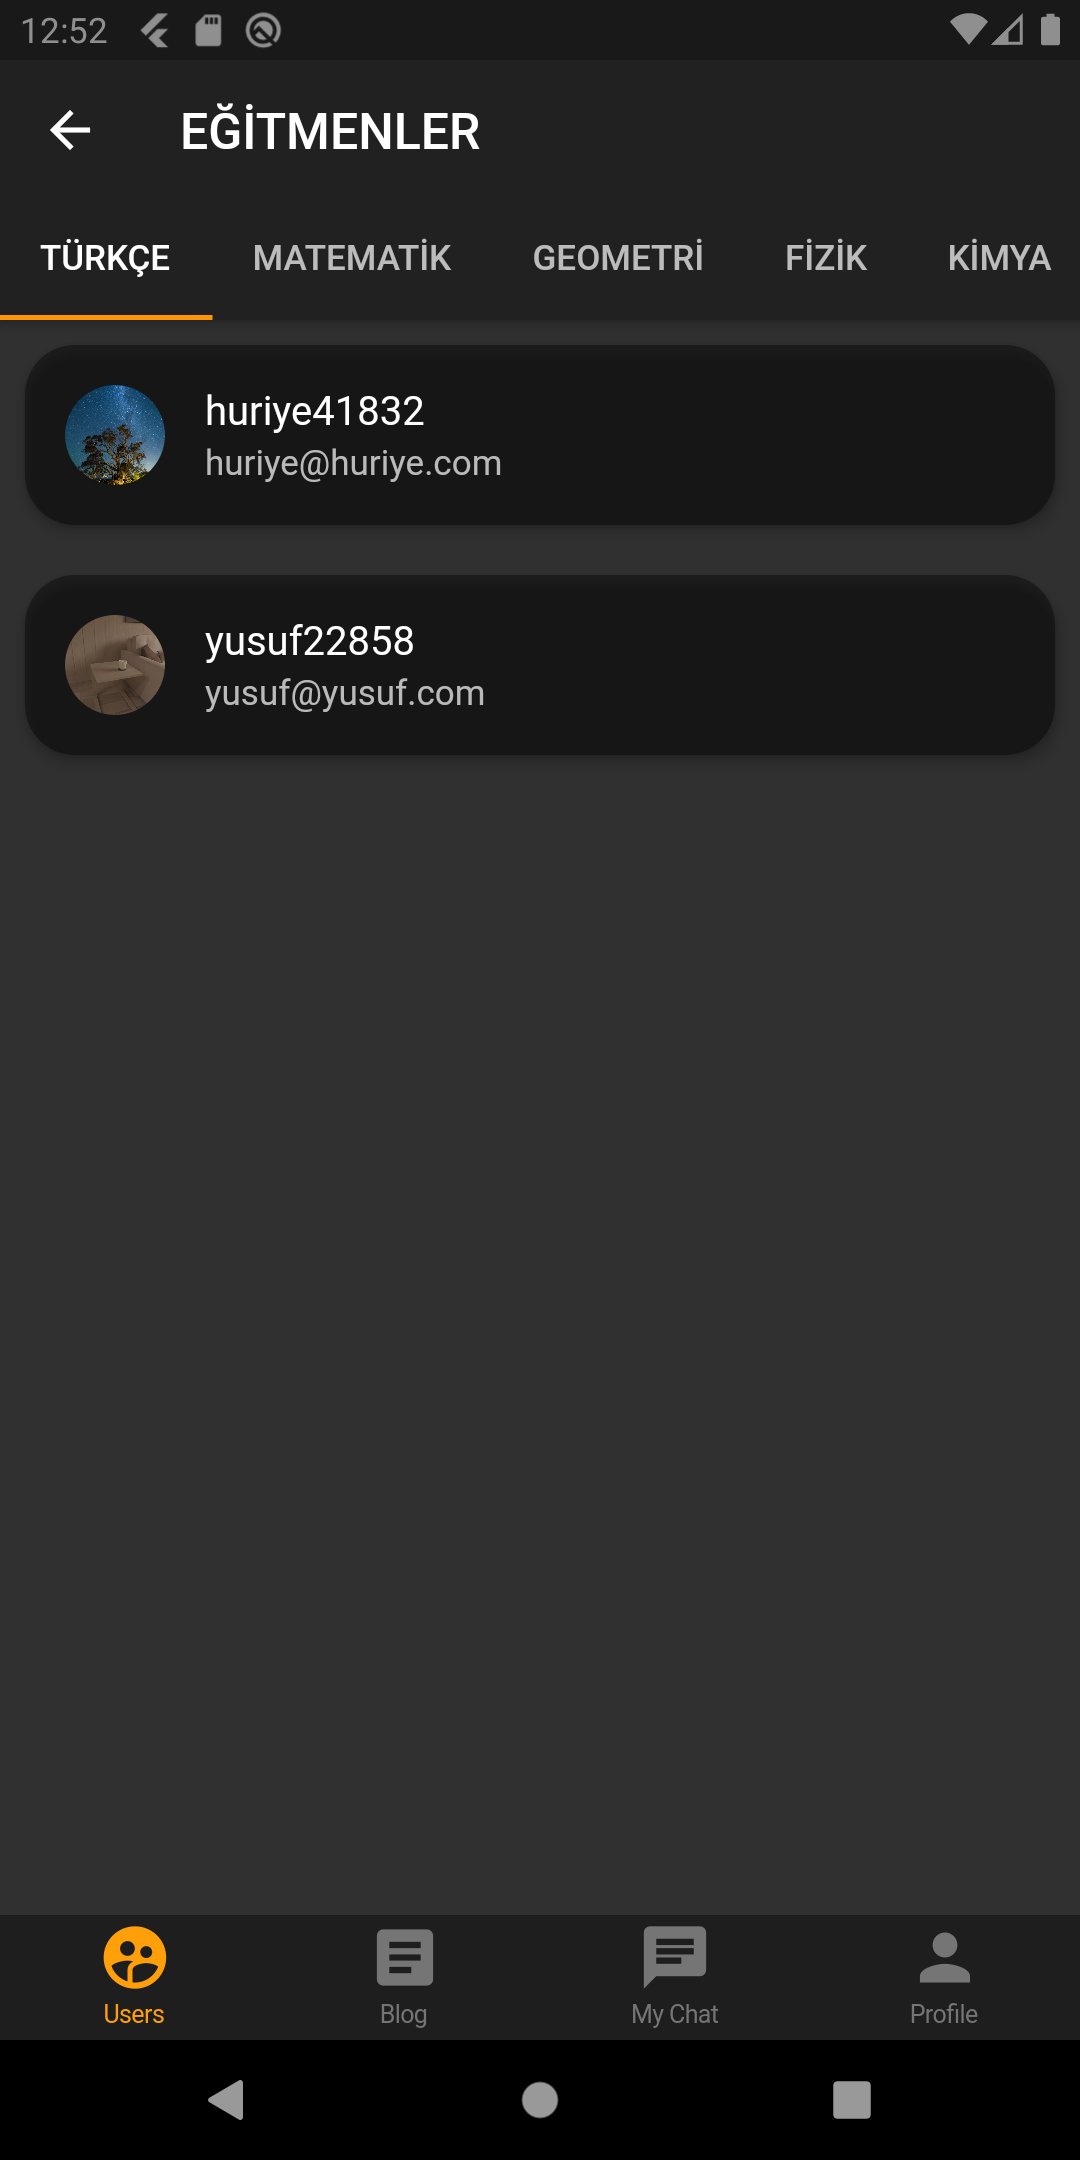 12:52
EĞİTMENLER
TÜRKÇE MATEMATİK GEOMETRİ FİZİK KİMYA
huriye41832
huriye@huriye.com
yusuf22858
yusuf@yusuf.com
Users Blog My Chat Profile